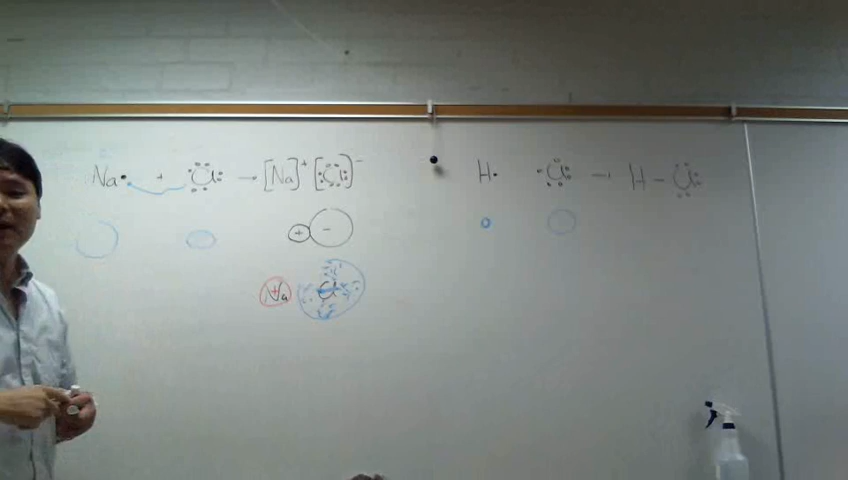 Na• + :Cl: → [Na]⁺ [:Cl:]⁻
H• •Cl: → H – Cl:
+ -
Na + Cl